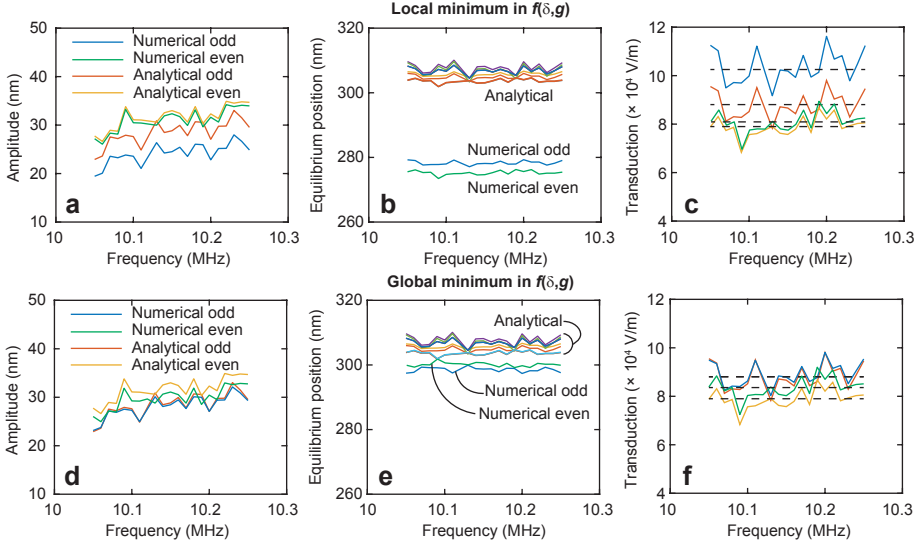 Local minimum in f(δ,g)
50
40
30
20
10
Amplitude (nm)
Numerical odd
Numerical even
Analytical odd
Analytical even
a
10
10.1
10.2
10.3
Frequency (MHz)
320
300
280
260
Equilibrium position (nm)
Analytical
Numerical odd
Numerical even
b
10
10.1
10.2
10.3
Frequency (MHz)
12
10
8
6
4
Transduction (× 10⁴ V/m)
c
10
10.1
10.2
10.3
Frequency (MHz)
Global minimum in f(δ,g)
50
40
30
20
10
Amplitude (nm)
Numerical odd
Numerical even
Analytical odd
Analytical even
d
10
10.1
10.2
10.3
Frequency (MHz)
320
300
280
260
Equilibrium position (nm)
Analytical
Numerical odd
Numerical even
e
10
10.1
10.2
10.3
Frequency (MHz)
12
10
8
6
4
Transduction (× 10⁴ V/m)
f
10
10.1
10.2
10.3
Frequency (MHz)